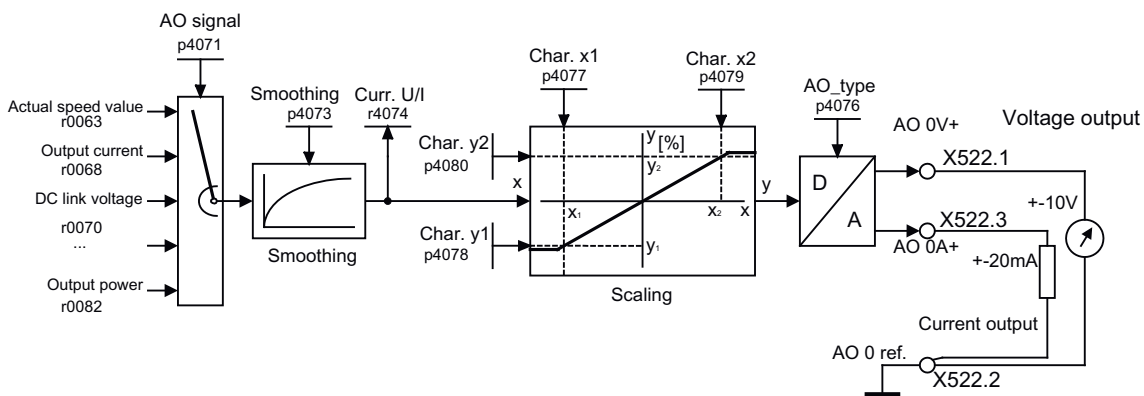 AO signal
p4071
Actual speed value
r0063
Output current
r0068
DC link voltage
r0070
...
Output power
r0082
Smoothing
p4073
Smoothing
Curr. U/I
r4074
Char. y2
p4080
x
Char. y1
p4078
Char. x1
p4077
Char. x2
p4079
y
[%]
y2
x1
x2
x
y1
Scaling
y
AO_type
p4076
D
A
AO 0V+
X522.1
Voltage output
+-10V
X522.3
AO 0A+
+-20mA
Current output
AO 0 ref.
X522.2